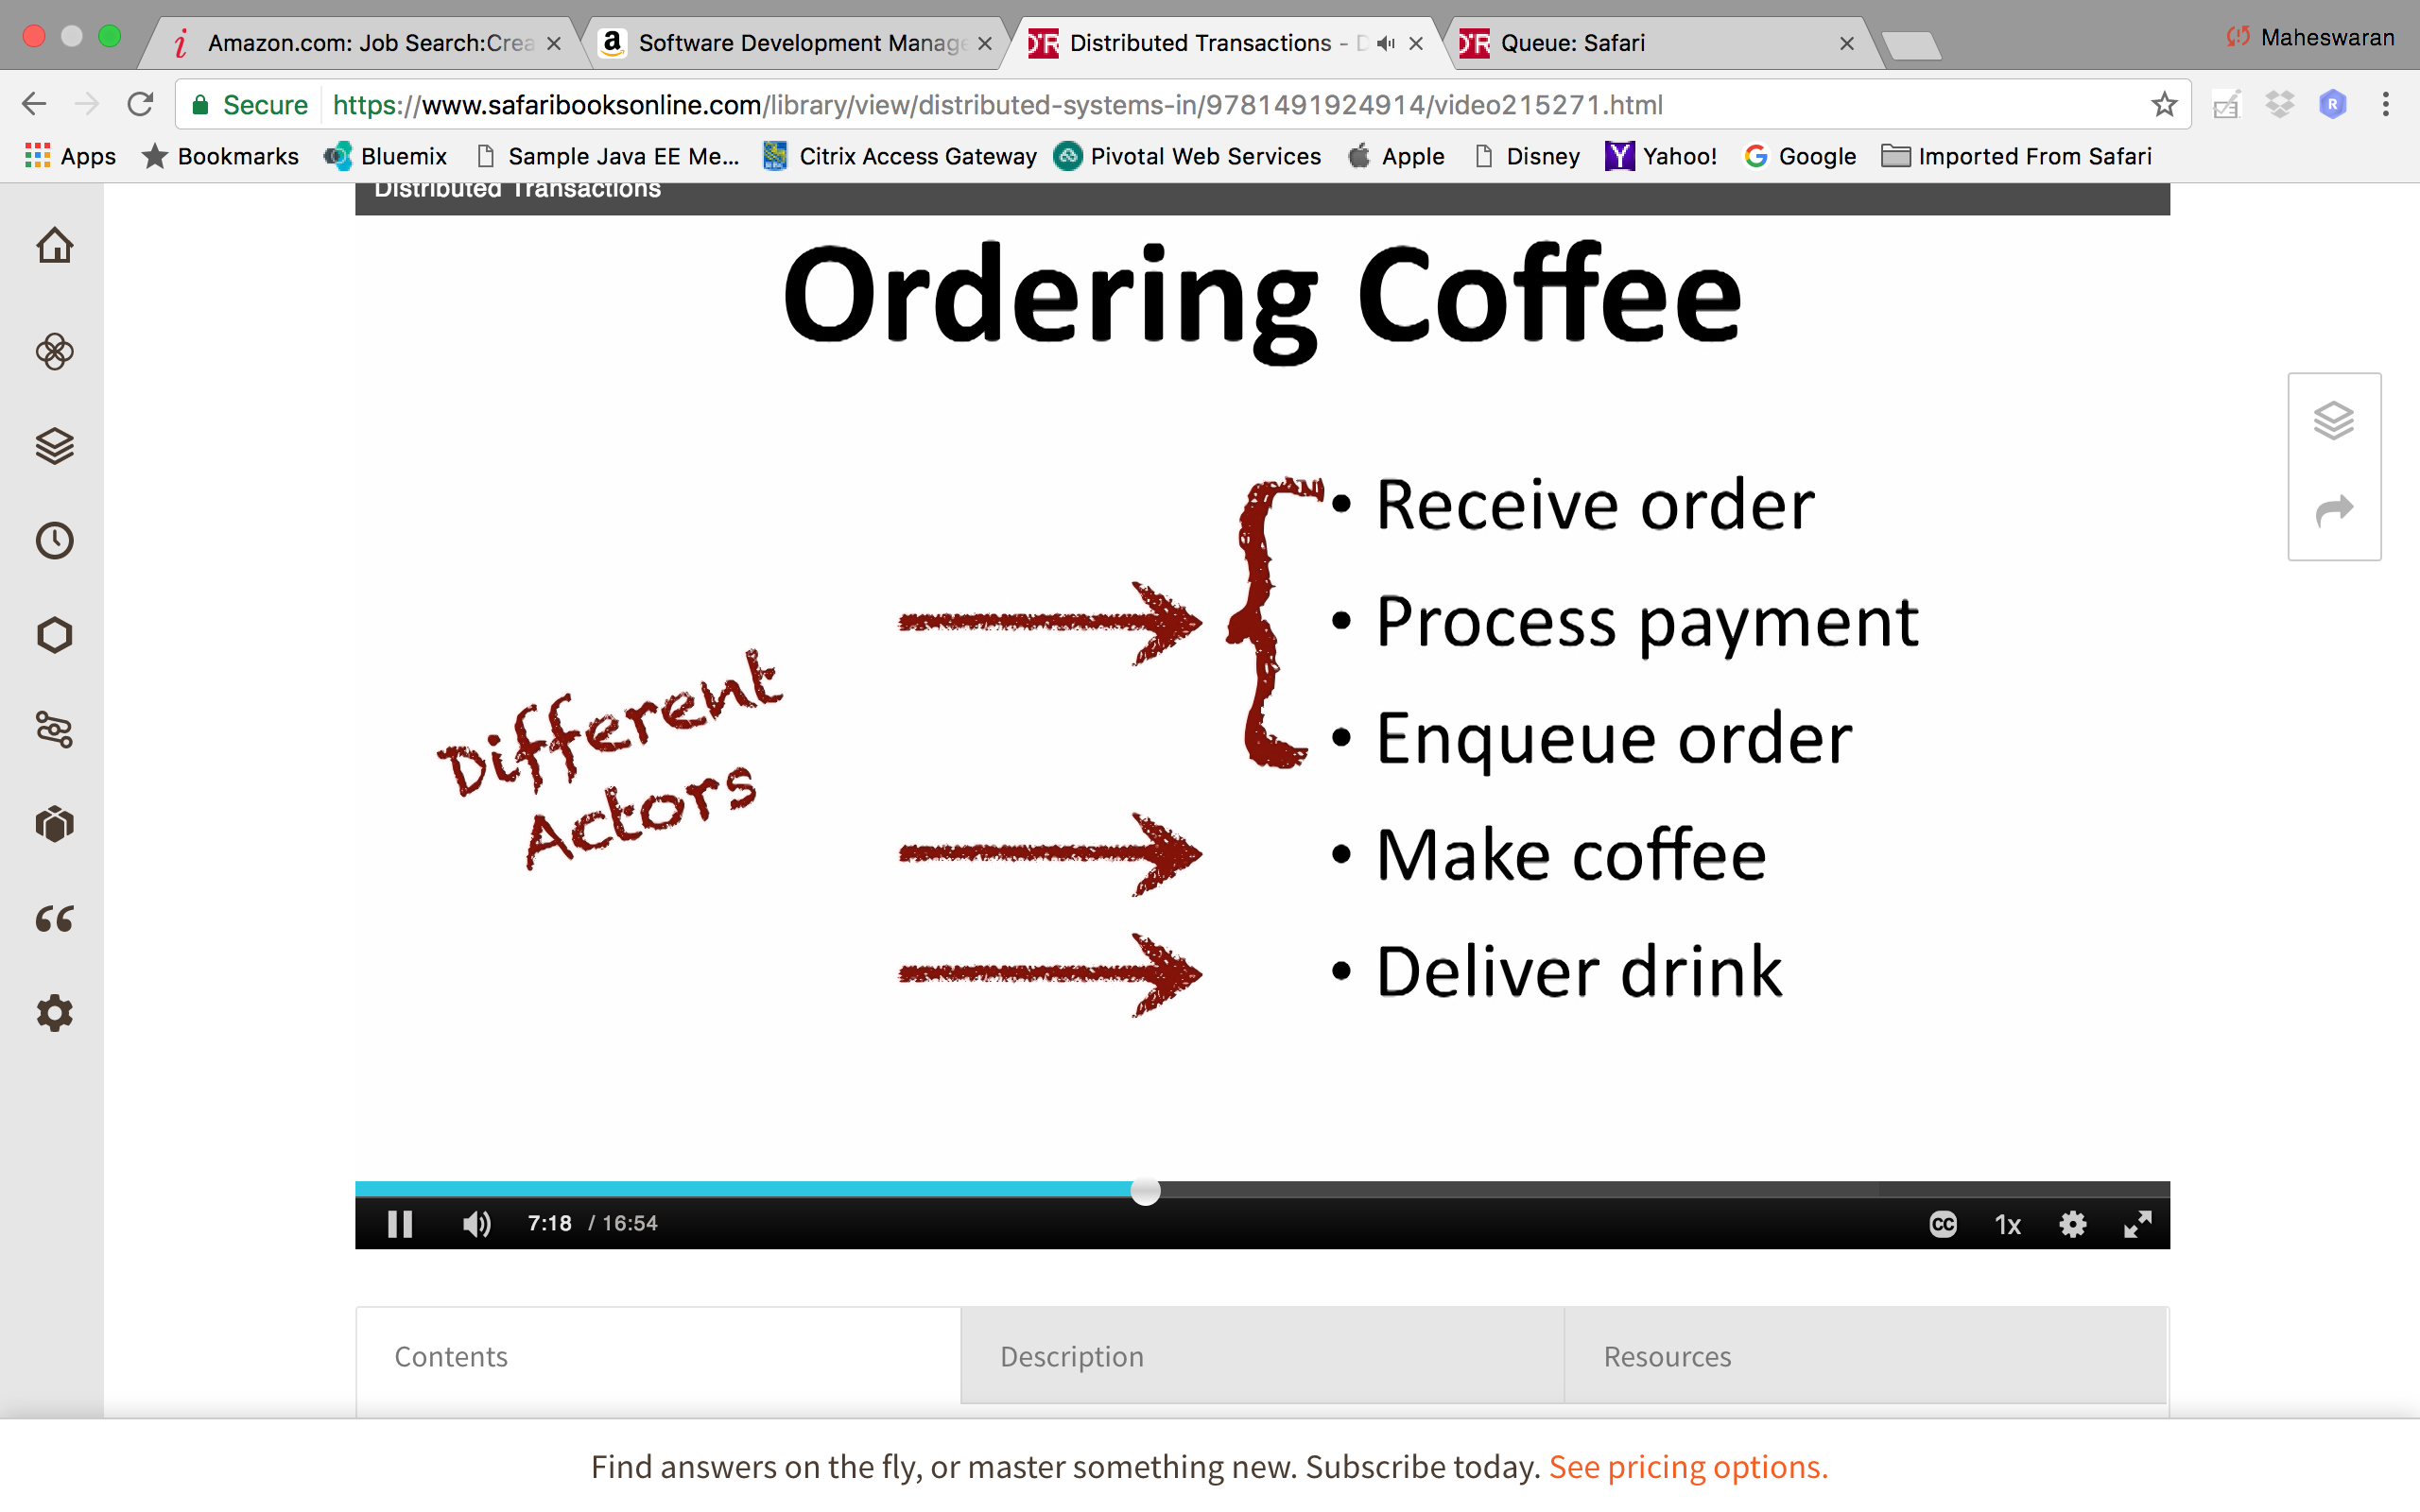 Amazon.com: Job Search:Crea
Software Development Manage
Distributed Transactions - D
Queue: Safari
Maheswaran
Secure https://www.safaribooksonline.com/library/view/distributed-systems-in/9781491924914/video215271.html
Apps Bookmarks Bluemix Sample Java EE Me... Citrix Access Gateway Pivotal Web Services Apple Disney Yahoo! Google Imported From Safari
Distributed Transactions
Ordering Coffee
Different
Actors
• Receive order
• Process payment
• Enqueue order
• Make coffee
• Deliver drink
7:18 / 16:54
CC 1x
Contents Description Resources
Find answers on the fly, or master something new. Subscribe today. See pricing options.